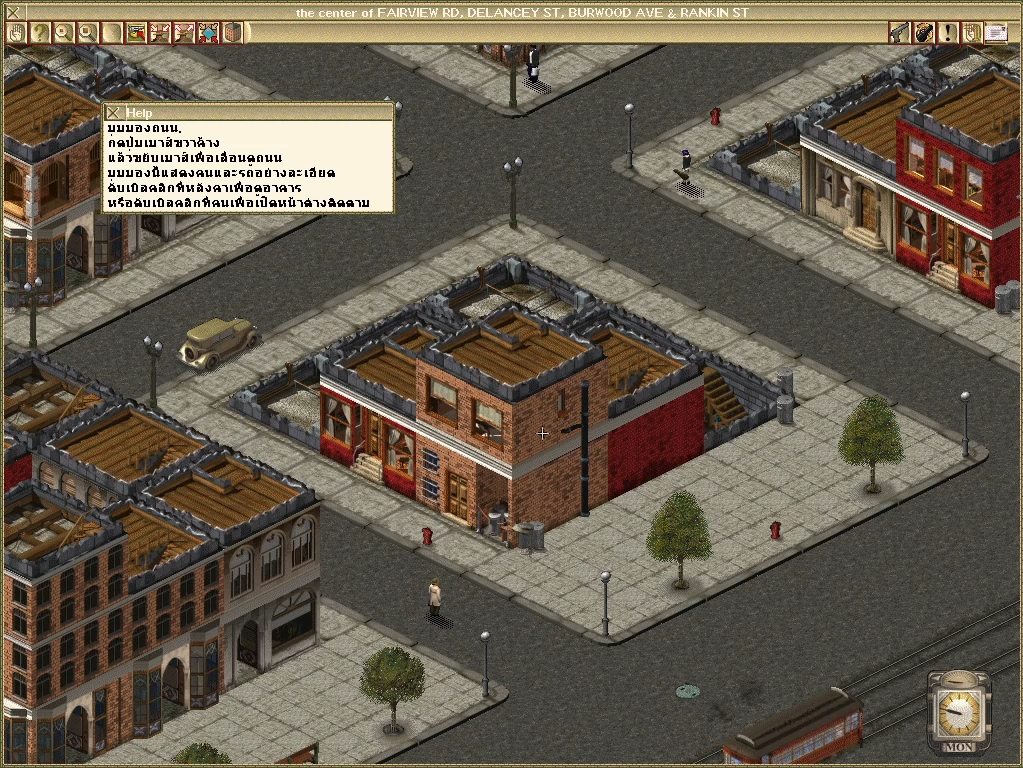 the center of FAIRVIEW RD, DELANCEY ST, BURWOOD AVE & RANKIN ST
Help
มุมมองถนน.
กดปุ่มเมาส์ขวาค้าง
แล้วขยับเมาส์เพื่อเลื่อนดูถนน
มุมมองนี้แสดงคนและรถอย่างละเอียด
ดับเบิลคลิกที่หลังคาเพื่อดูอาคาร
หรือดับเบิลคลิกที่คนเพื่อเปิดหน้าต่างติดตาม
MON